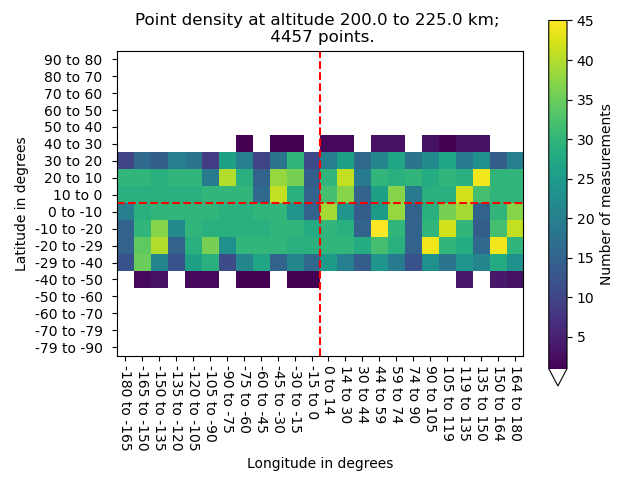 Point density at altitude 200.0 to 225.0 km;
4457 points.
90 to 80
80 to 70
70 to 60
60 to 50
50 to 40
40 to 30
30 to 20
20 to 10
10 to 0
0 to -10
-10 to -20
-20 to -29
-29 to -40
-40 to -50
-50 to -60
-60 to -70
-70 to -79
-79 to -90
Latitude in degrees
-180 to -165
-165 to -150
-150 to -135
-135 to -120
-120 to -105
-105 to -90
-90 to -75
-75 to -60
-60 to -45
-45 to -30
-30 to -15
-15 to 0
0 to 14
14 to 30
30 to 44
44 to 59
59 to 74
74 to 90
90 to 105
105 to 119
119 to 135
135 to 150
150 to 164
164 to 180
Longitude in degrees
45
40
35
30
25
20
15
10
5
Number of measurements